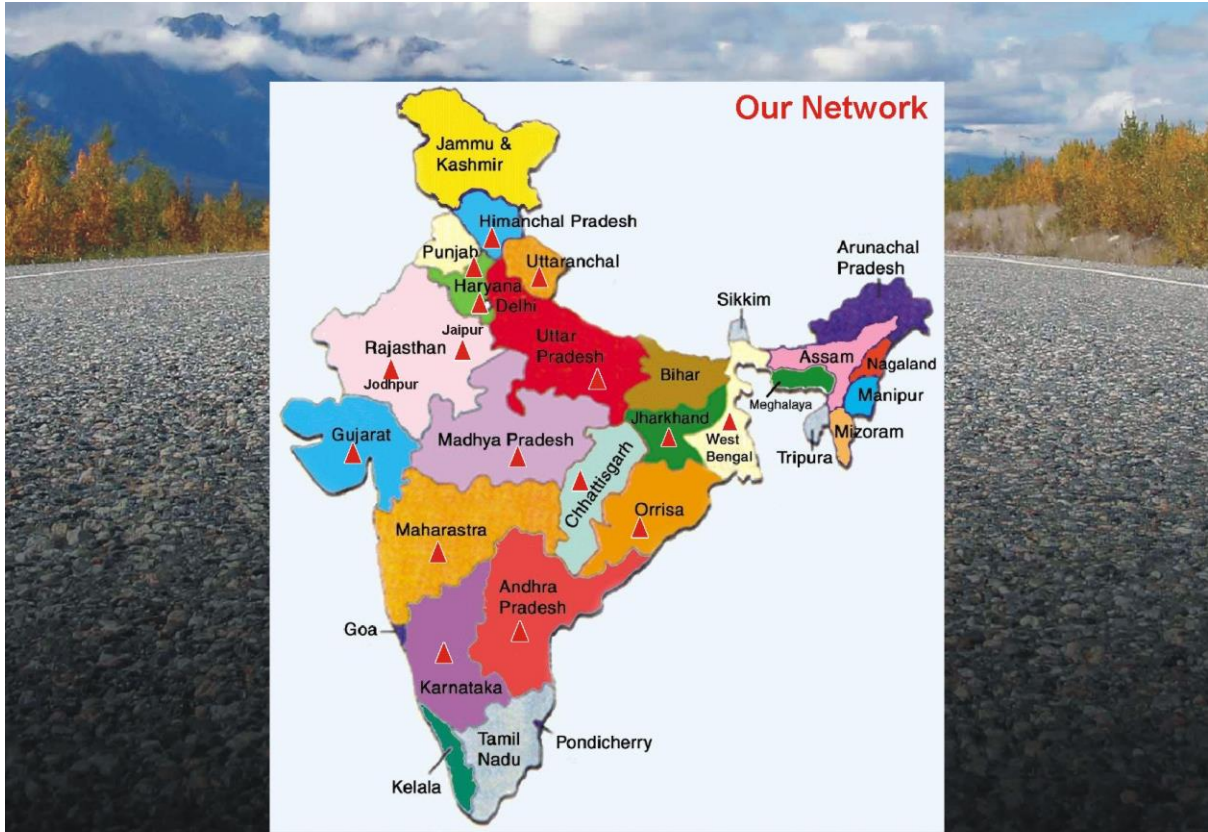 Our Network
Jammu &
Kashmir
Himanchal Pradesh
Punjab
Uttaranchal
Haryana
Delhi
Arunachal
Pradesh
Sikkim
Jaipur
Rajasthan
Jodhpur
Uttar
Pradesh
Bihar
Assam
Nagaland
Meghalaya
Manipur
Gujarat
Madhya Pradesh
Jharkhand
West
Bengal
Mizoram
Tripura
Chhattisgarh
Orrisa
Maharastra
Andhra
Pradesh
Goa
Karnataka
Tamil
Nadu
Pondicherry
Kelala